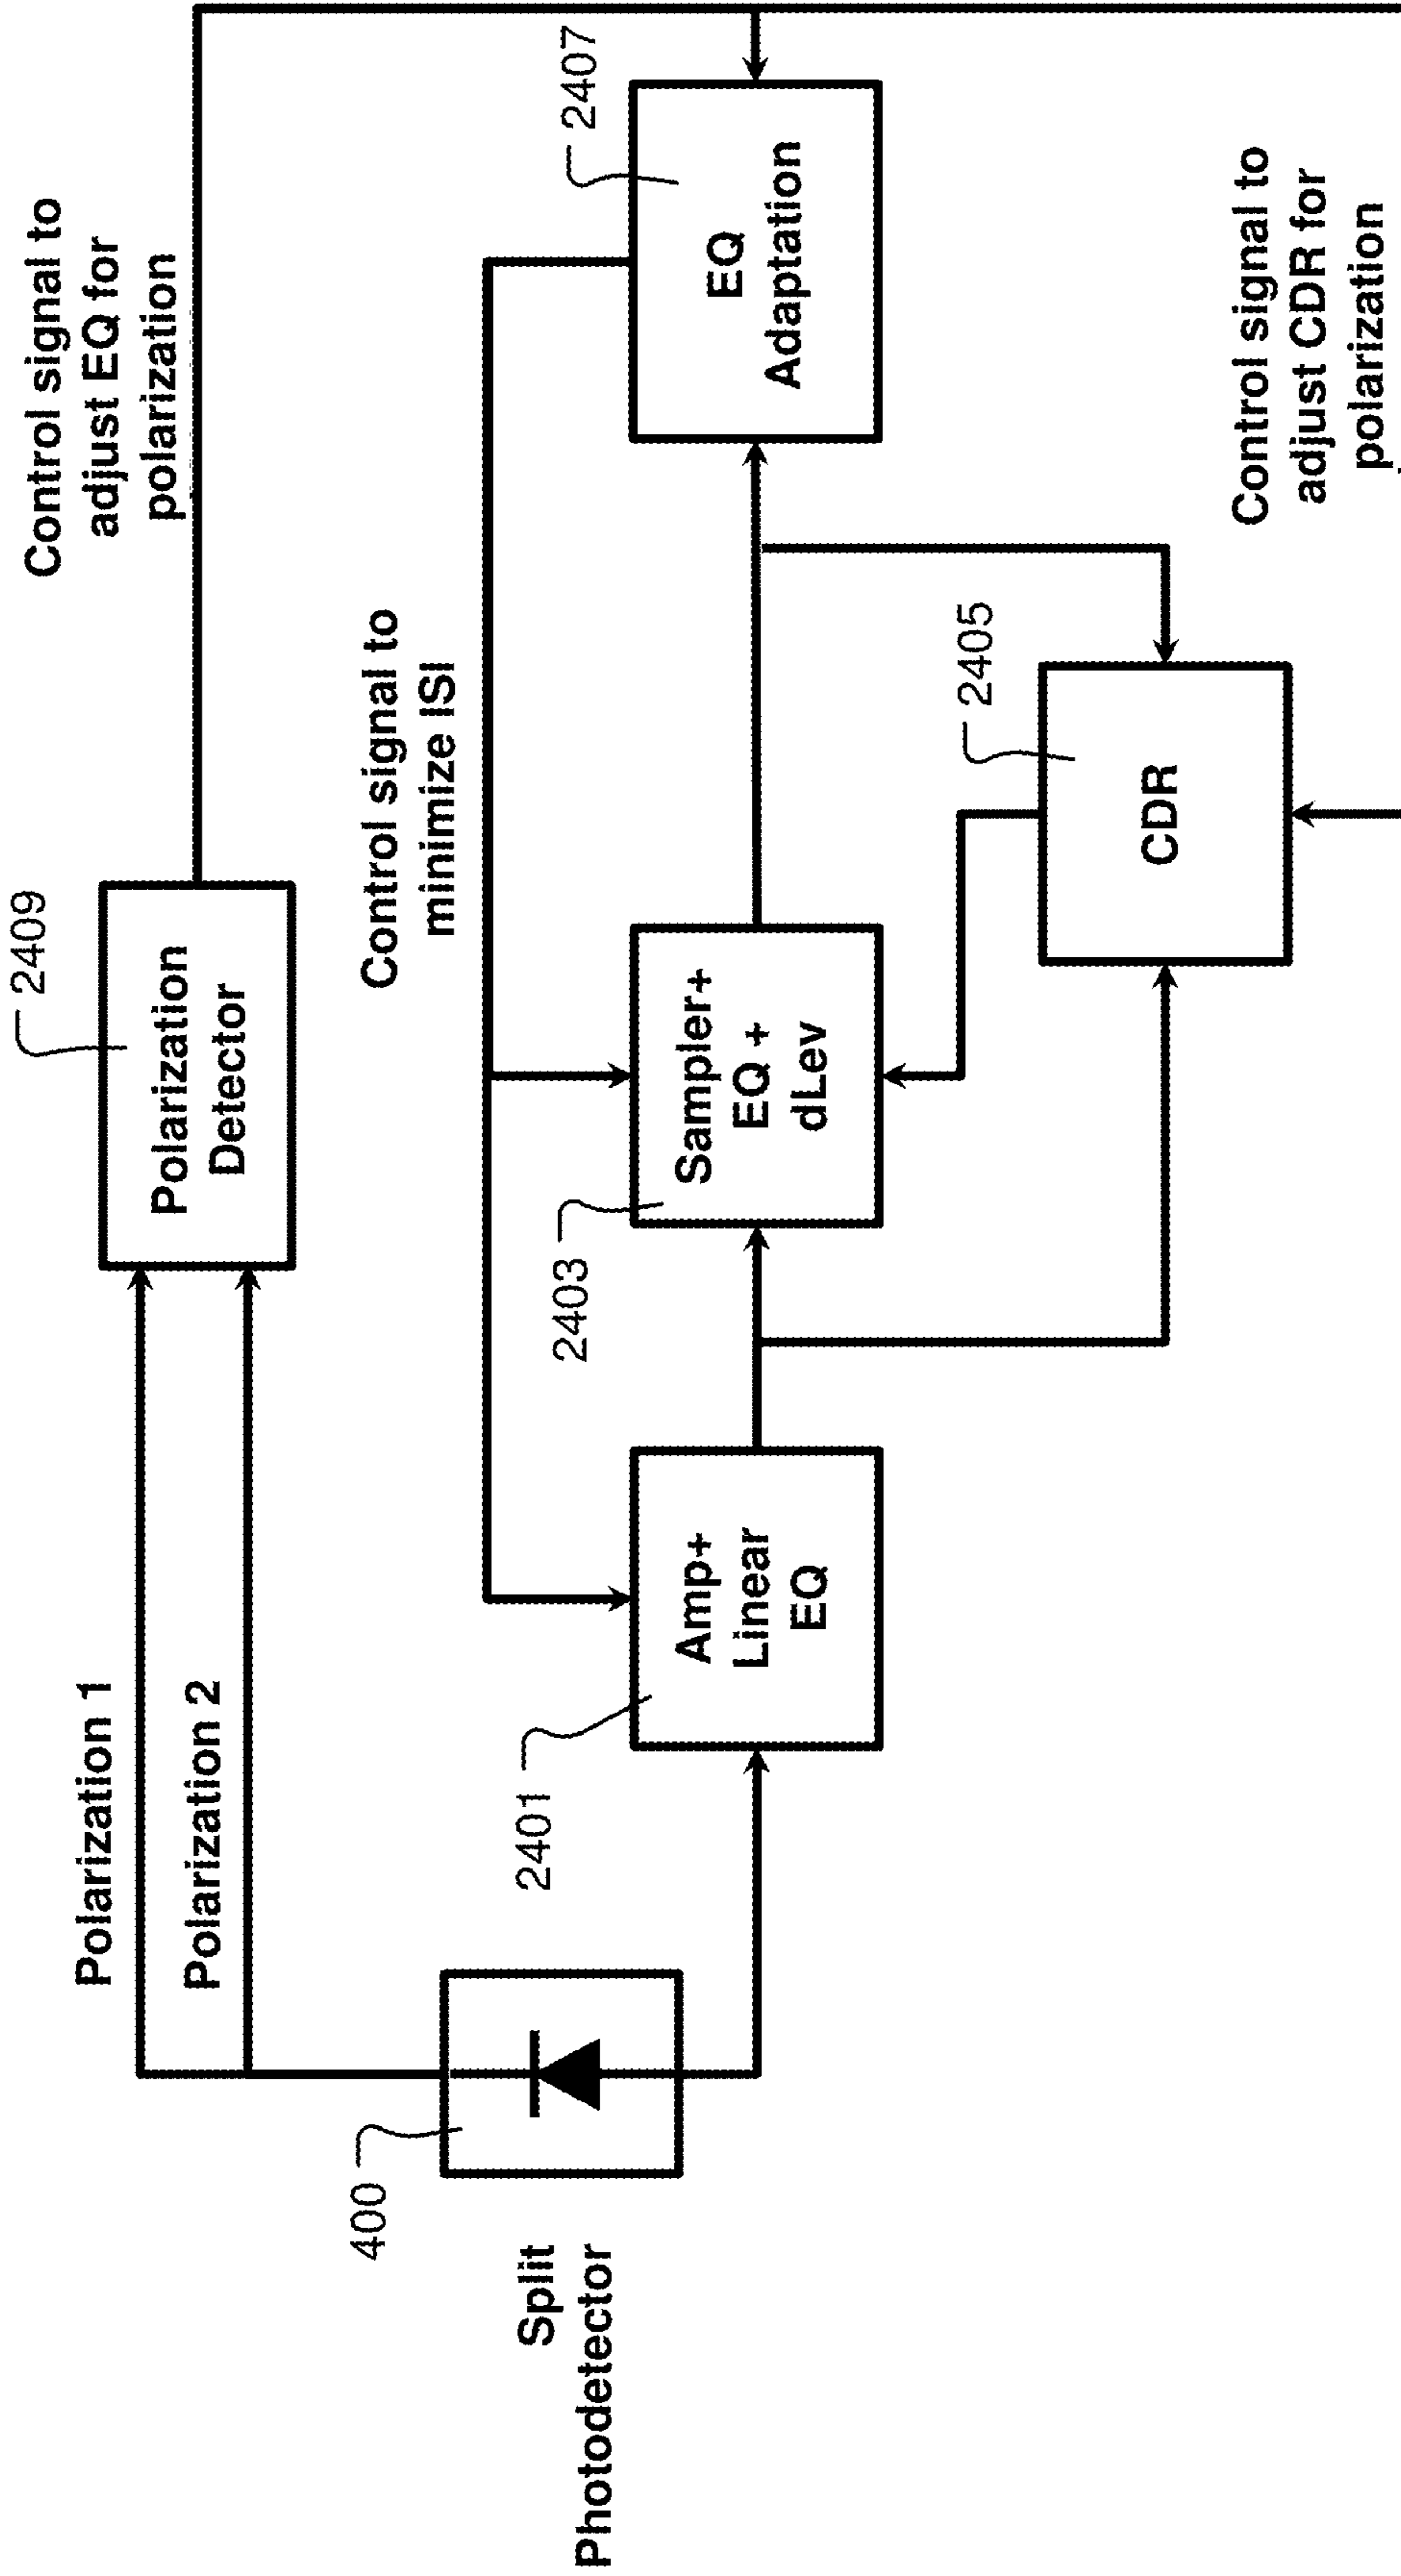 Split
Photodetector
400
Polarization 1
Polarization 2
2409
Polarization
Detector
Control signal to
adjust EQ for
polarization
Control signal to
minimize ISI
2401
Amp+
Linear
EQ
2403
Sampler+
EQ +
dLev
2407
EQ
Adaptation
2405
CDR
Control signal to
adjust CDR for
polarization